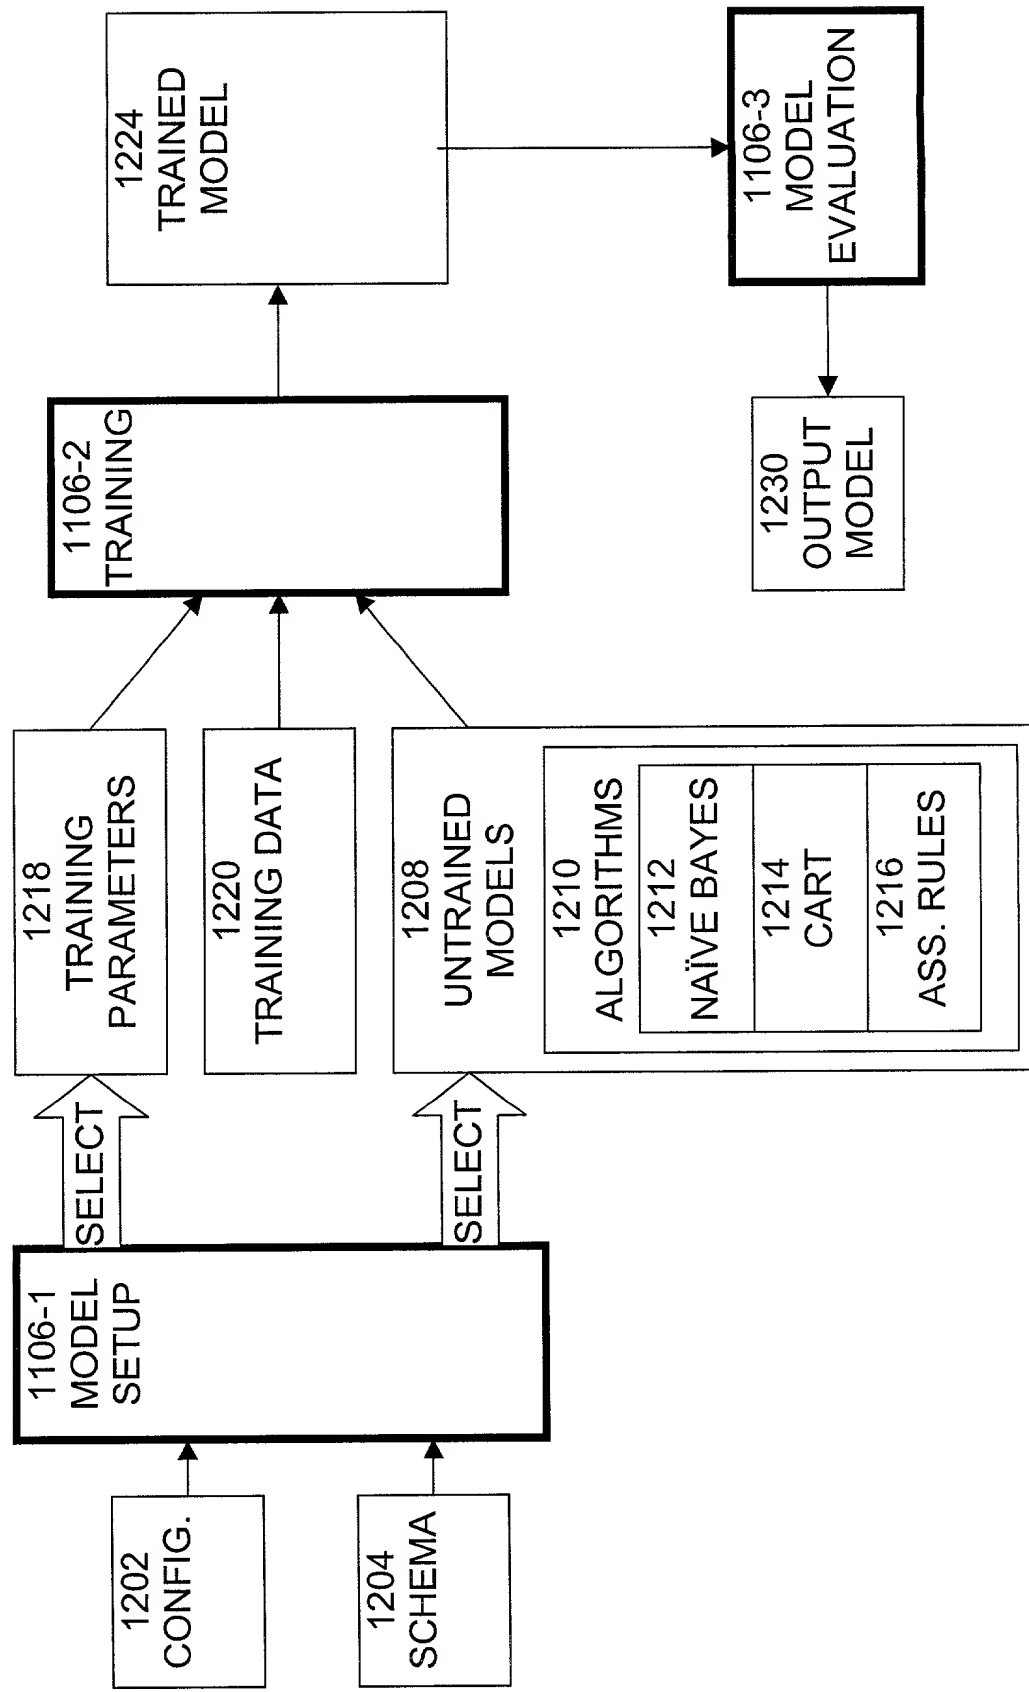 1202
CONFIG.
1204
SCHEMA
1106-1
MODEL
SETUP
SELECT
SELECT
1218
TRAINING
PARAMETERS
1220
TRAINING DATA
1208
UNTRAINED
MODELS
1210
ALGORITHMS
1212
NAÏVE BAYES
1214
CART
1216
ASS. RULES
1106-2
TRAINING
1224
TRAINED
MODEL
1106-3
MODEL
EVALUATION
1230
OUTPUT
MODEL